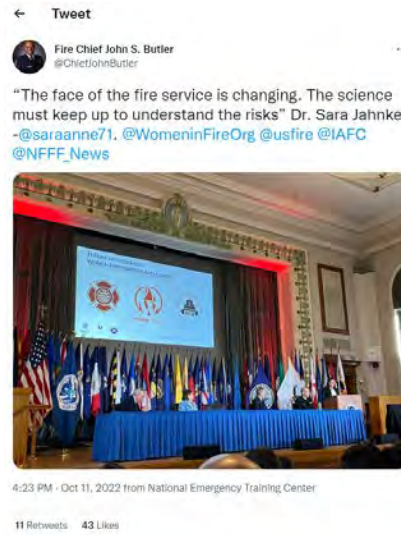 Tweet
Fire Chief John S. Butler
@ChiefJohnButler
“The face of the fire service is changing. The science
must keep up to understand the risks” Dr. Sara Jahnke
-@saraanne71. @WomeninFireOrg @usfire @IAFC
@NFFF_News
4:23 PM · Oct 11, 2022 from National Emergency Training Center
11 Retweets 43 Likes